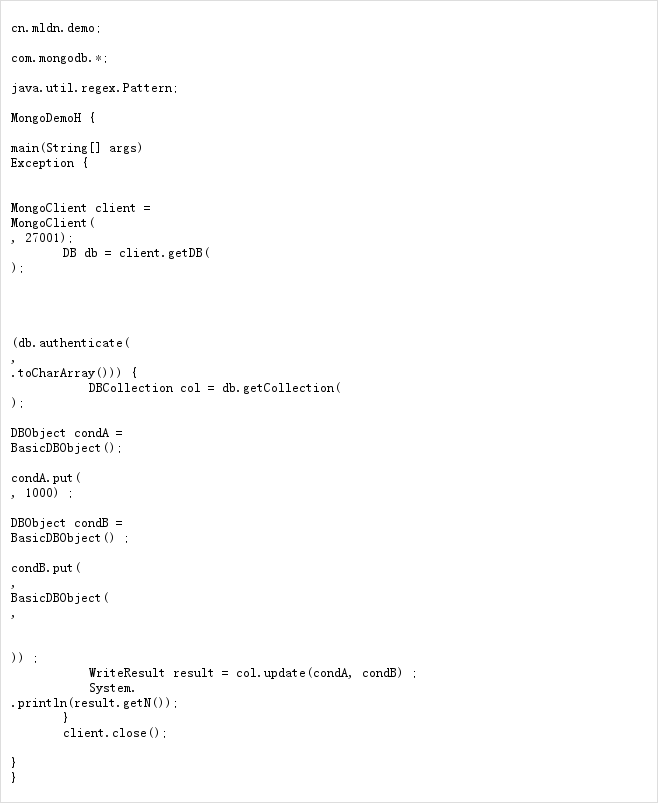 cn.mldn.demo;
com.mongodb.*;
java.util.regex.Pattern;
MongoDemoH {
main(String[] args)
Exception {
MongoClient client =
MongoClient(
, 27001);
DB db = client.getDB(
);
(db.authenticate(
,
.toCharArray())) {
DBCollection col = db.getCollection(
);
DBObject condA =
BasicDBObject();
condA.put(
, 1000) ;
DBObject condB =
BasicDBObject() ;
condB.put(
,
BasicDBObject(
,
)) ;
WriteResult result = col.update(condA, condB) ;
System.
.println(result.getN());
}
client.close();
}
}